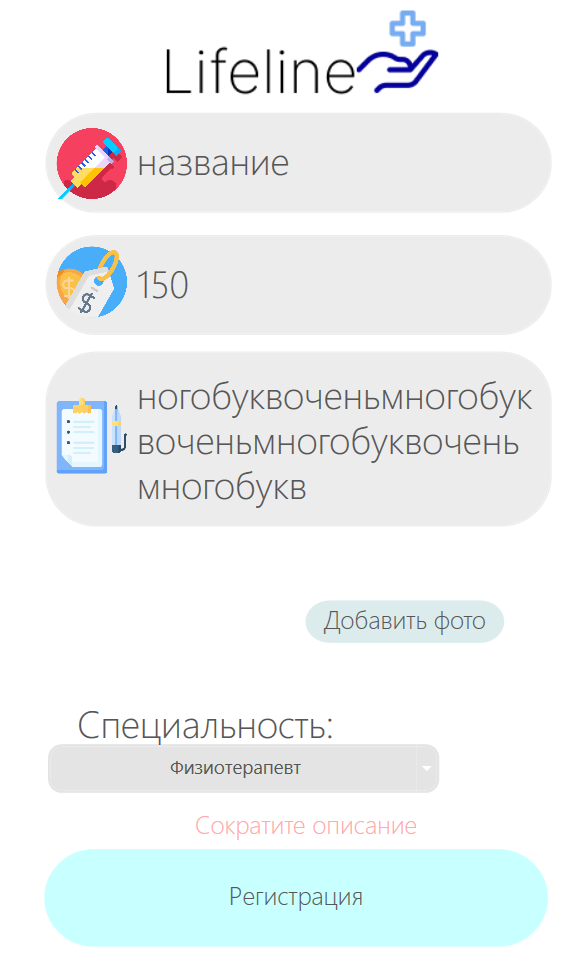 Lifeline
название
150
ногобуквоченьмногобук
воченьмногобуквочень
многобукв
Добавить фото
Специальность:
Физиотерапевт
Сократите описание
Регистрация